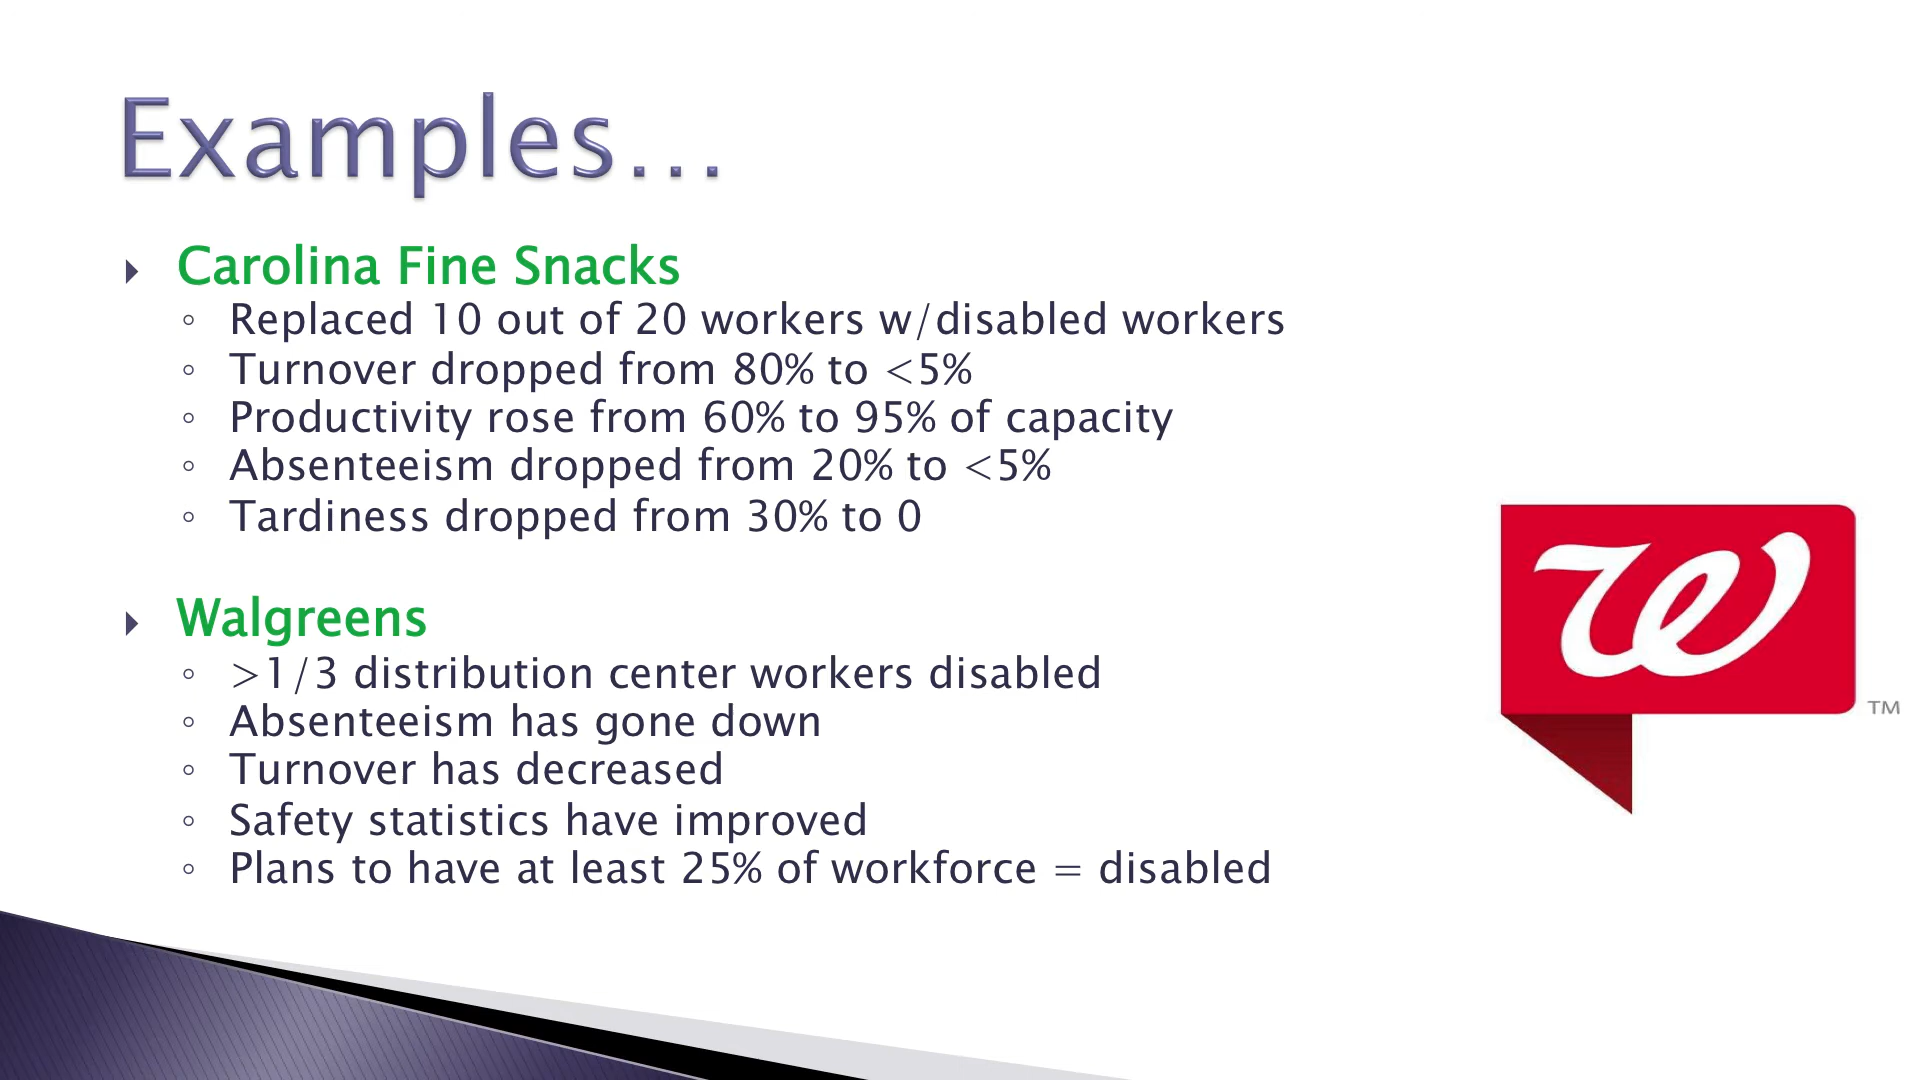 Examples...
Carolina Fine Snacks
Replaced 10 out of 20 workers w/disabled workers
Turnover dropped from 80% to <5%
Productivity rose from 60% to 95% of capacity
Absenteeism dropped from 20% to <5%
Tardiness dropped from 30% to 0
Walgreens
>1/3 distribution center workers disabled
Absenteeism has gone down
Turnover has decreased
Safety statistics have improved
Plans to have at least 25% of workforce = disabled
W
TM